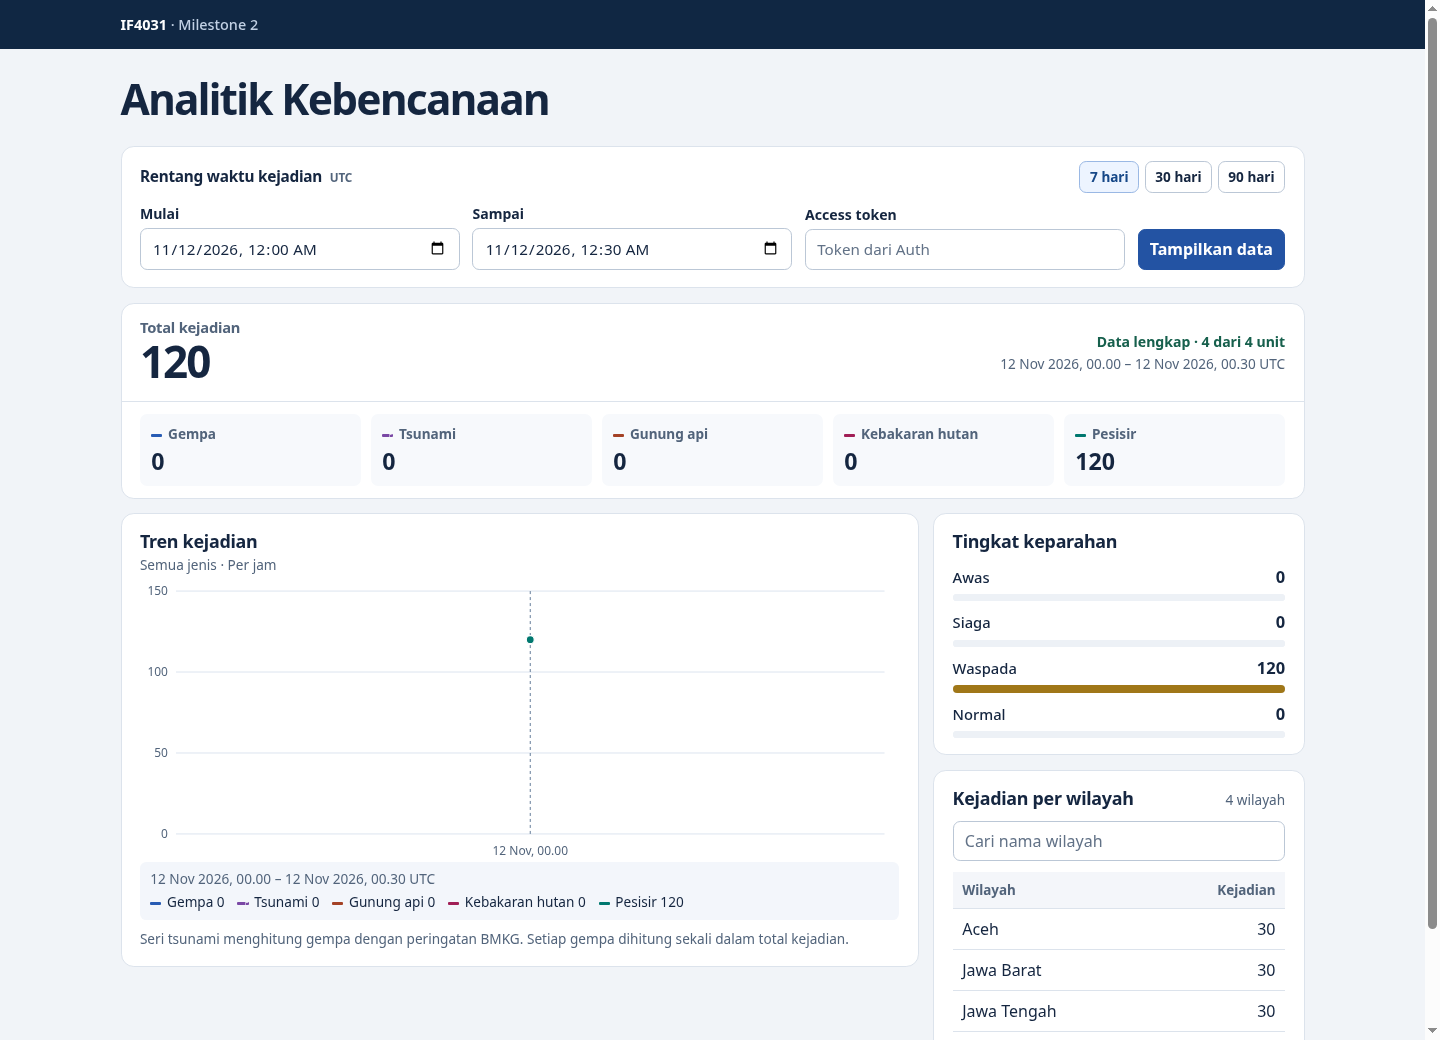 IF4031 · Milestone 2
Analitik Kebencanaan
Rentang waktu kejadian UTC
7 hari 30 hari 90 hari
Mulai Sampai Access token
11/12/2026, 12:00 AM 11/12/2026, 12:30 AM Token dari Auth Tampilkan data
Total kejadian
120
Data lengkap · 4 dari 4 unit
12 Nov 2026, 00.00 – 12 Nov 2026, 00.30 UTC
Gempa Tsunami Gunung api Kebakaran hutan Pesisir
0 0 0 0 120
Tren kejadian
Semua jenis · Per jam
150
100
50
0
12 Nov, 00.00
12 Nov 2026, 00.00 – 12 Nov 2026, 00.30 UTC
Gempa 0 Tsunami 0 Gunung api 0 Kebakaran hutan 0 Pesisir 120
Seri tsunami menghitung gempa dengan peringatan BMKG. Setiap gempa dihitung sekali dalam total kejadian.
Tingkat keparahan
Awas 0
Siaga 0
Waspada 120
Normal 0
Kejadian per wilayah 4 wilayah
Cari nama wilayah
Wilayah Kejadian
Aceh 30
Jawa Barat 30
Jawa Tengah 30